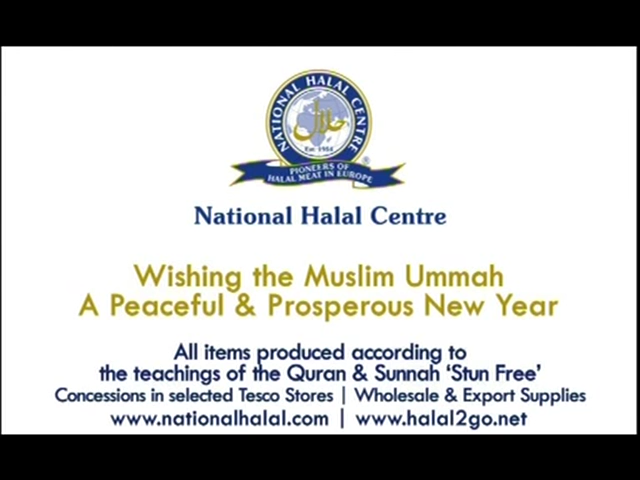 NATIONAL HALAL CENTRE
حلال
Est 1984
®
PIONEERS OF
HALAL MEAT IN EUROPE
National Halal Centre
Wishing the Muslim Ummah
A Peaceful & Prosperous New Year
All items produced according to
the teachings of the Quran & Sunnah ‘Stun Free’
Concessions in selected Tesco Stores | Wholesale & Export Supplies
www.nationalhalal.com | www.halal2go.net